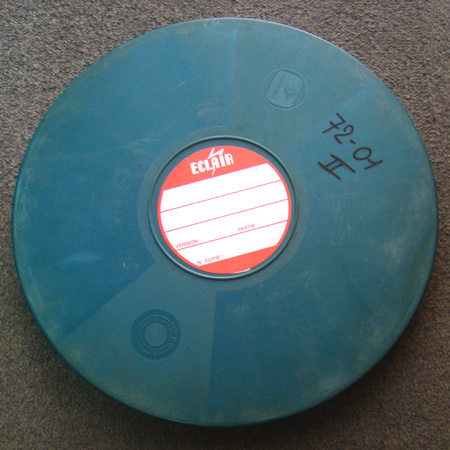 ECLAIR
VERSION:
PARTIE:
N. COPIE:
72-01
II